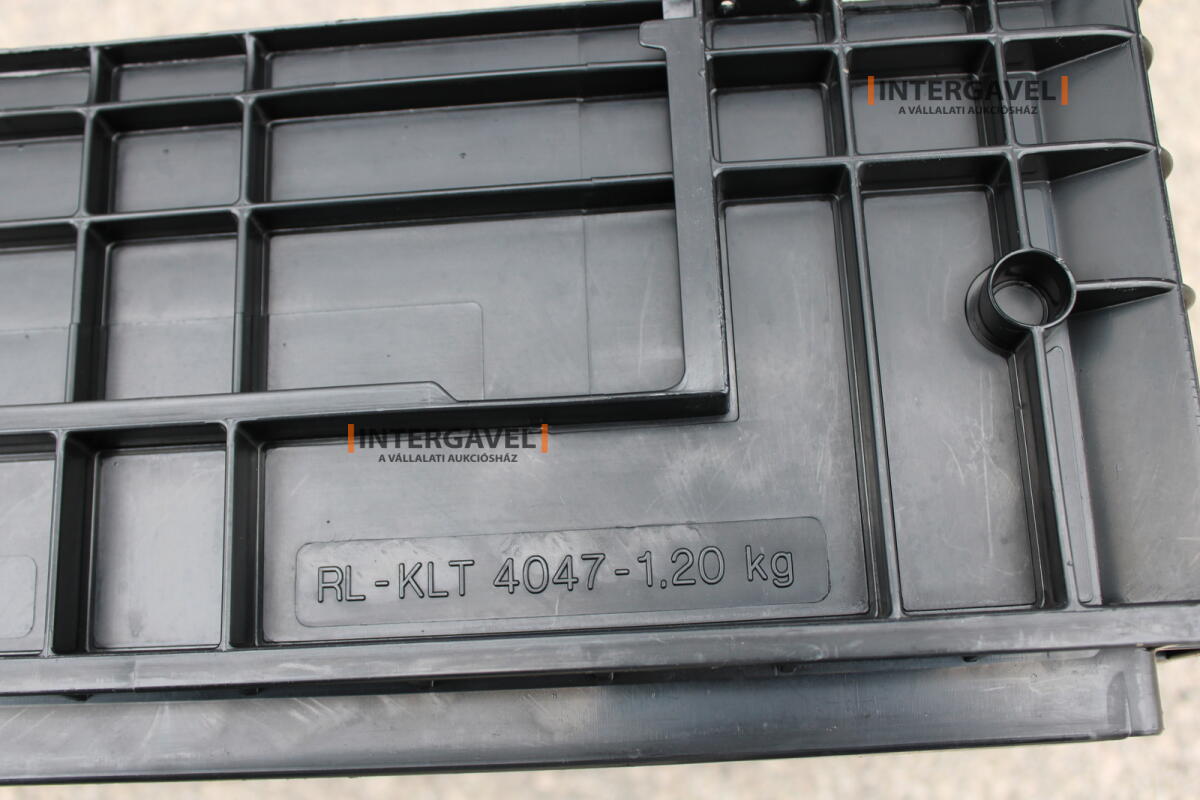 INTERGAVEL
A VÁLLALATI AUKCIÓSHÁZ
INTERGAVEL
A VÁLLALATI AUKCIÓSHÁZ
RL-KLT 4047-1.20 kg